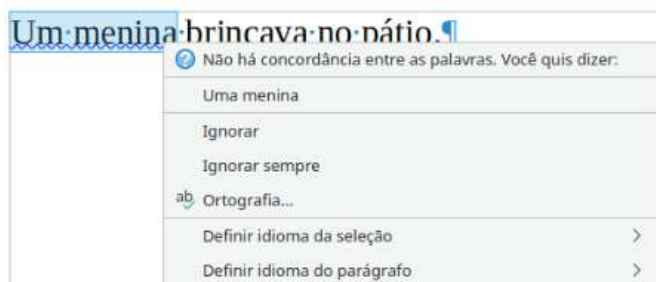 Um menina brincava no pátio.¶
Não há concordância entre as palavras. Você quis dizer:
Uma menina
Ignorar
Ignorar sempre
Ortografia...
Definir idioma da seleção
Definir idioma do parágrafo